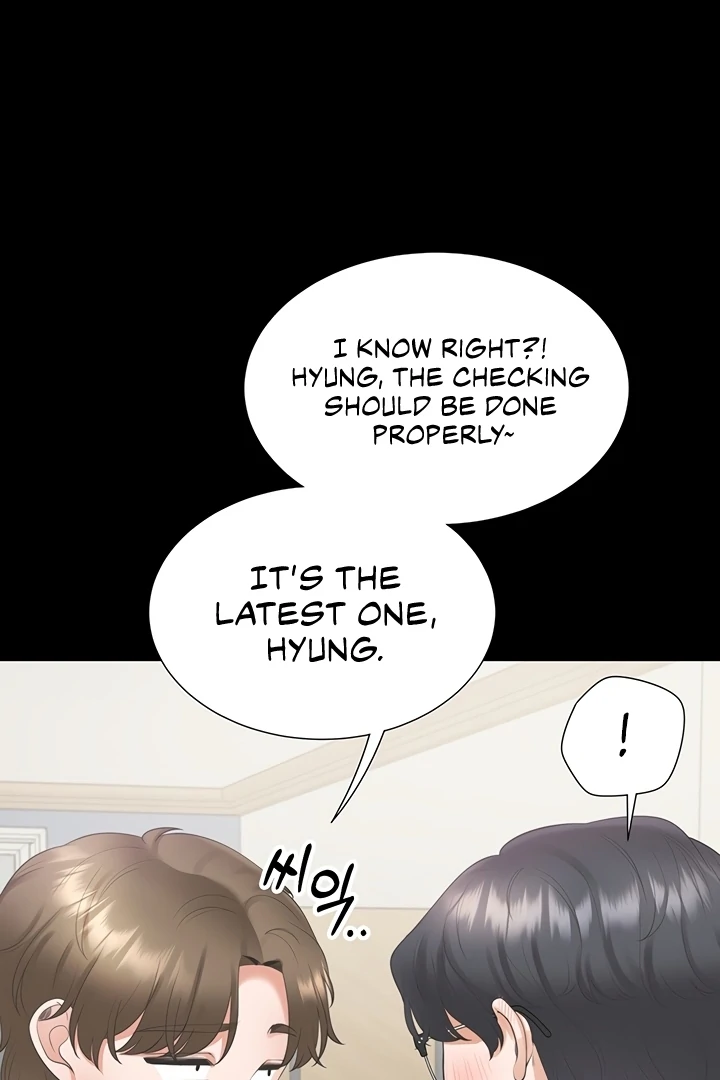 I KNOW RIGHT?!
HYUNG, THE CHECKING
SHOULD BE DONE
PROPERLY~
IT'S THE
LATEST ONE,
HYUNG.
!
씨익..